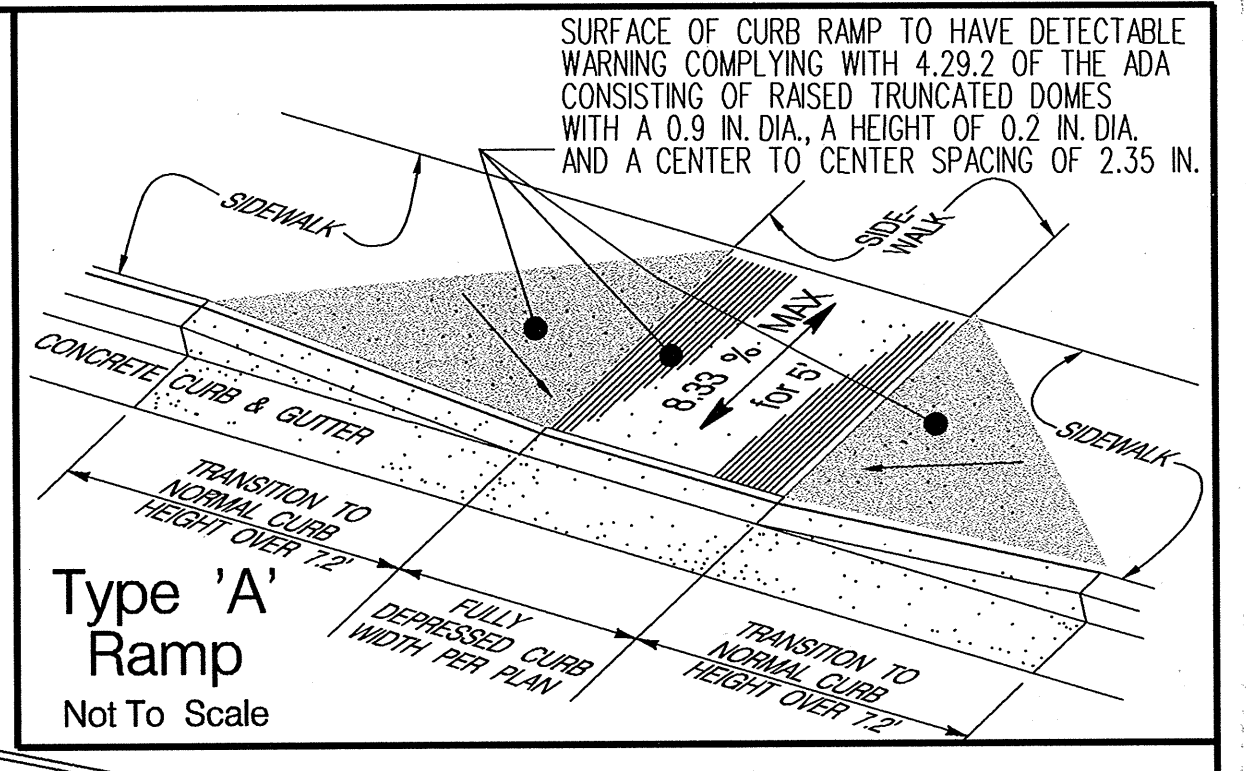 SURFACE OF CURB RAMP TO HAVE DETECTABLE
WARNING COMPLYING WITH 4.29.2 OF THE ADA
CONSISTING OF RAISED TRUNCATED DOMES
WITH A 0.9 IN. DIA., A HEIGHT OF 0.2 IN. DIA.
AND A CENTER TO CENTER SPACING OF 2.35 IN.
SIDEWALK
SIDE-
WALK
8.33 % MAX
for 5'
CONCRETE CURB & GUTTER
SIDEWALK
TRANSITION TO
NORMAL CURB
HEIGHT OVER 7.2'
FULLY
DEPRESSED CURB
WIDTH PER PLAN
TRANSITION TO
NORMAL CURB
HEIGHT OVER 7.2'
Type 'A'
Ramp
Not To Scale